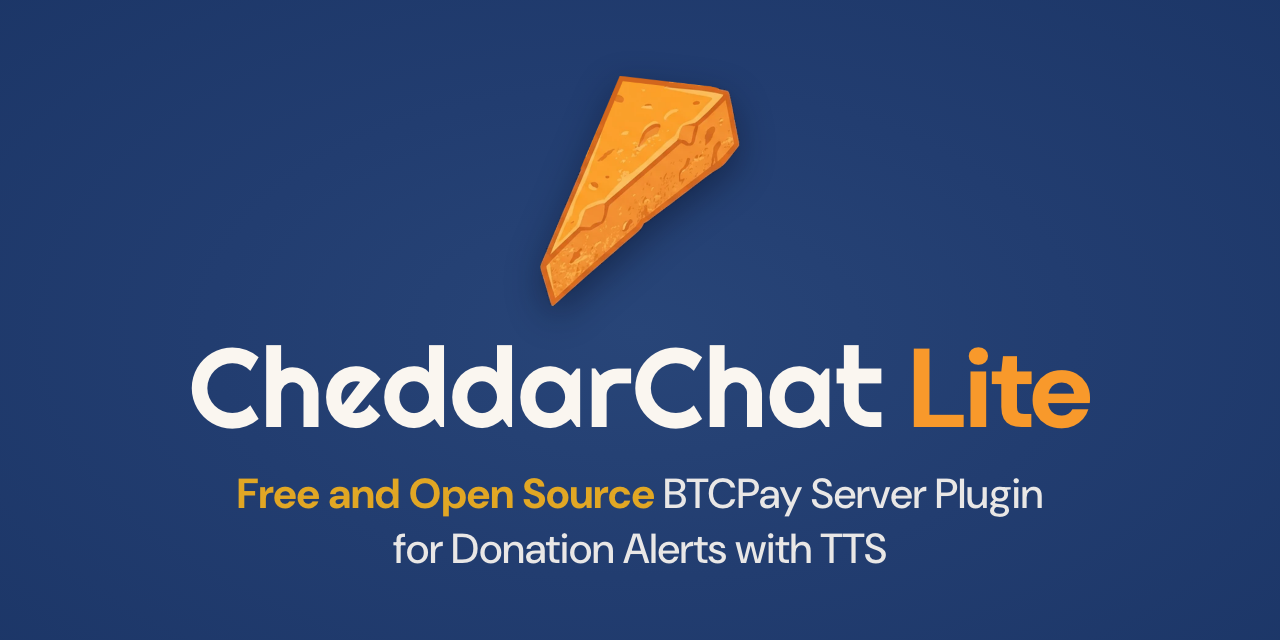 CheddarChat Lite
Free and Open Source BTCPay Server Plugin
for Donation Alerts with TTS